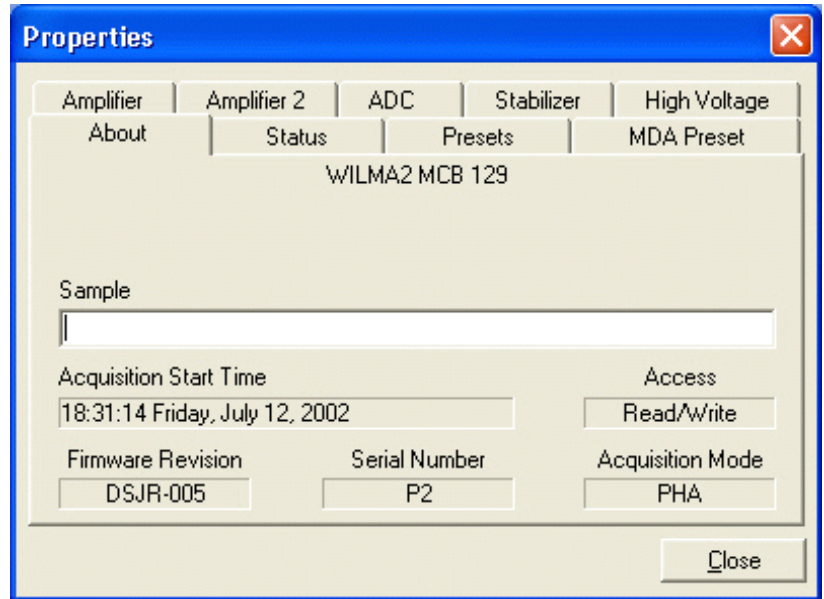 Properties
Amplifier Amplifier 2 ADC Stabilizer High Voltage
About Status Presets MDA Preset
WILMA2 MCB 129
Sample
Acquisition Start Time Access
18:31:14 Friday, July 12, 2002 Read/Write
Firmware Revision Serial Number Acquisition Mode
DSJR-005 P2 PHA
Close